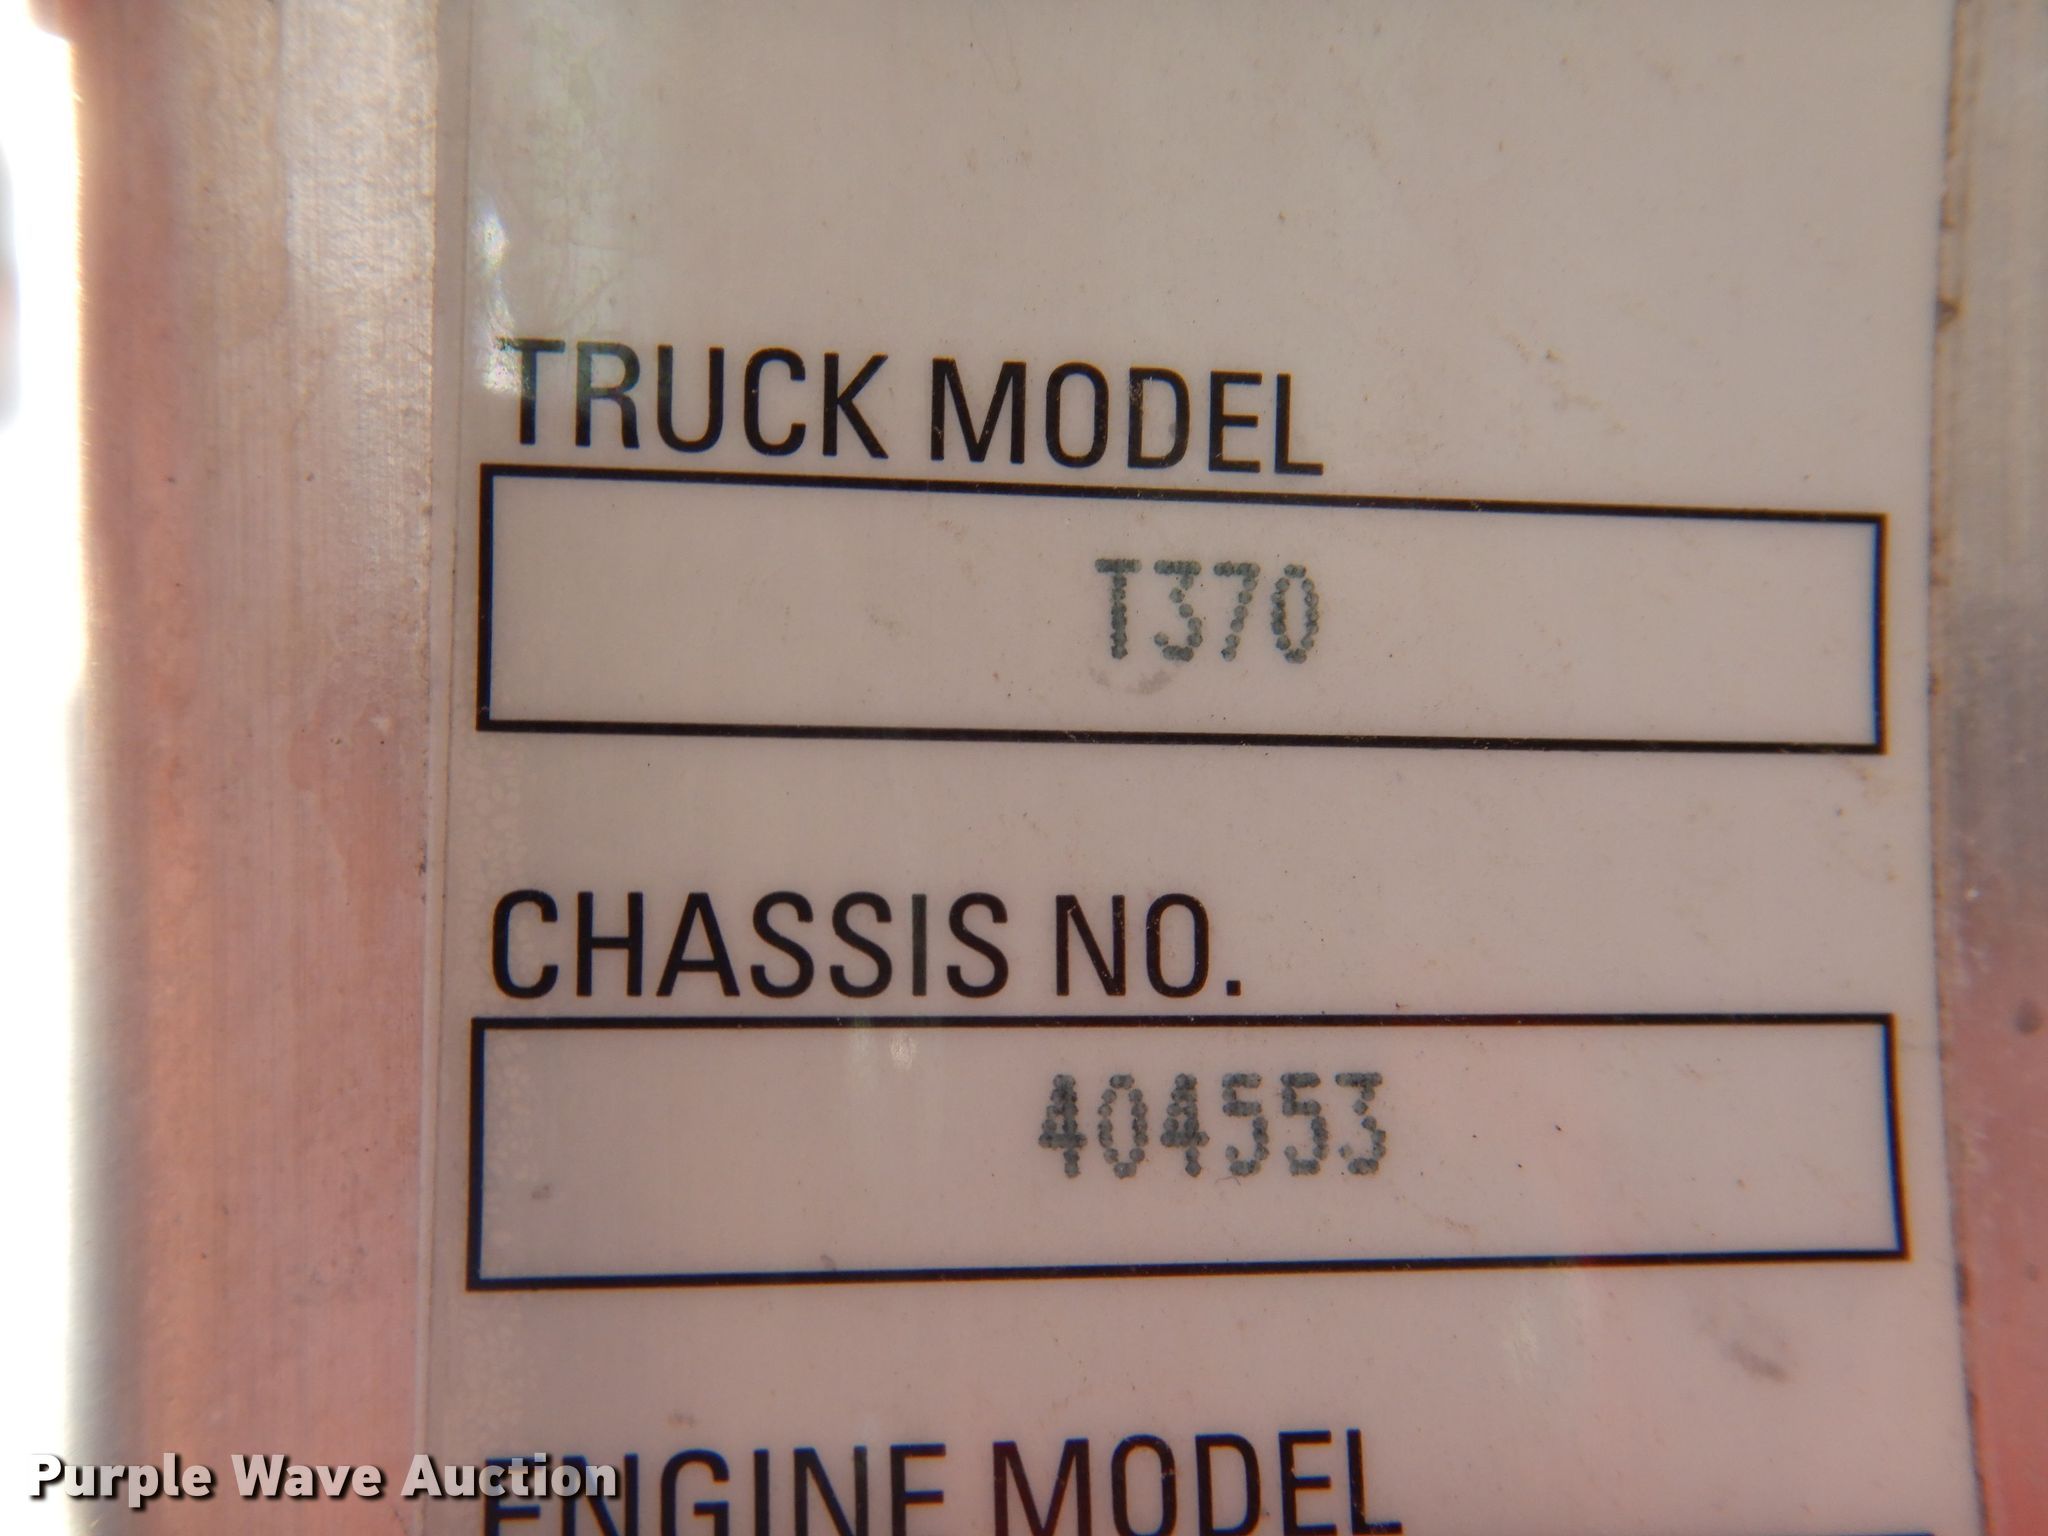 TRUCK MODEL
T370
CHASSIS NO.
404553
ENGINE MODEL
Purple Wave Auction